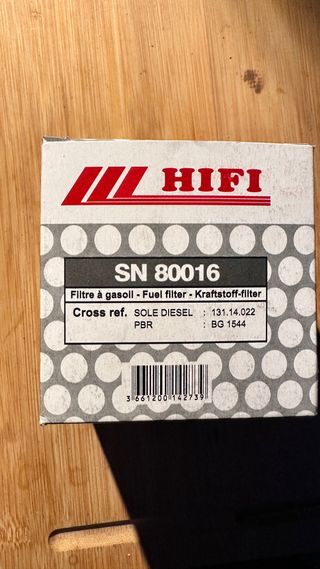 HIFI
SN 80016
Filtre à gasoil - Fuel filter - Kraftstoff-filter
Cross ref. SOLE DIESEL : 131.14.022
PBR : BG 1544
3 661200 142739